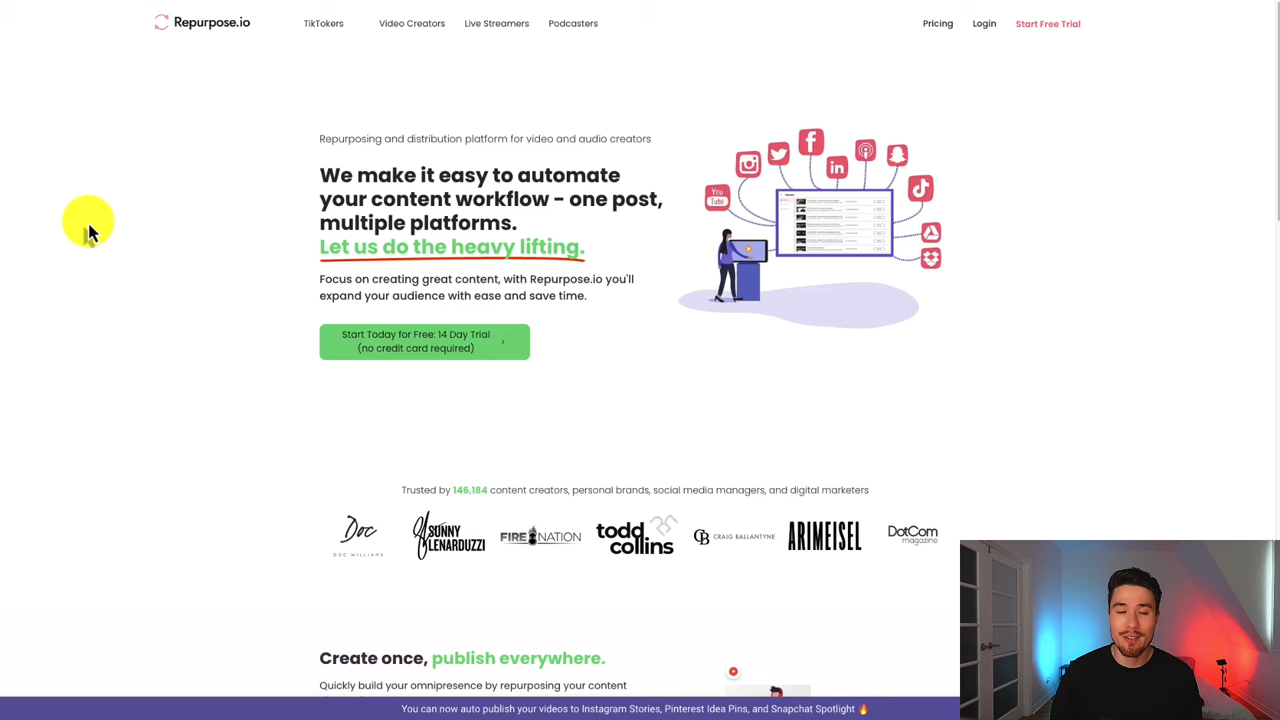 Repurpose.io
TikTokers
Video Creators
Live Streamers
Podcasters
Pricing
Login
Start Free Trial
Repurposing and distribution platform for video and audio creators
We make it easy to automate
your content workflow - one post,
multiple platforms.
Let us do the heavy lifting.
Focus on creating great content, with Repurpose.io you'll
expand your audience with ease and save time.
Start Today for Free: 14 Day Trial
(no credit card required) >
You
Tube
Trusted by 146,184 content creators, personal brands, social media managers, and digital marketers
Doc
DOC WILLIAMS
SUNNY
LENARDUZZI
FIRE NATION
todd
collins
CB CRAIG BALLANTYNE
ARIMEISEL
DotCom
magazine
Create once, publish everywhere.
Quickly build your omnipresence by repurposing your content
You can now auto publish your videos to Instagram Stories, Pinterest Idea Pins, and Snapchat Spotlight 🔥